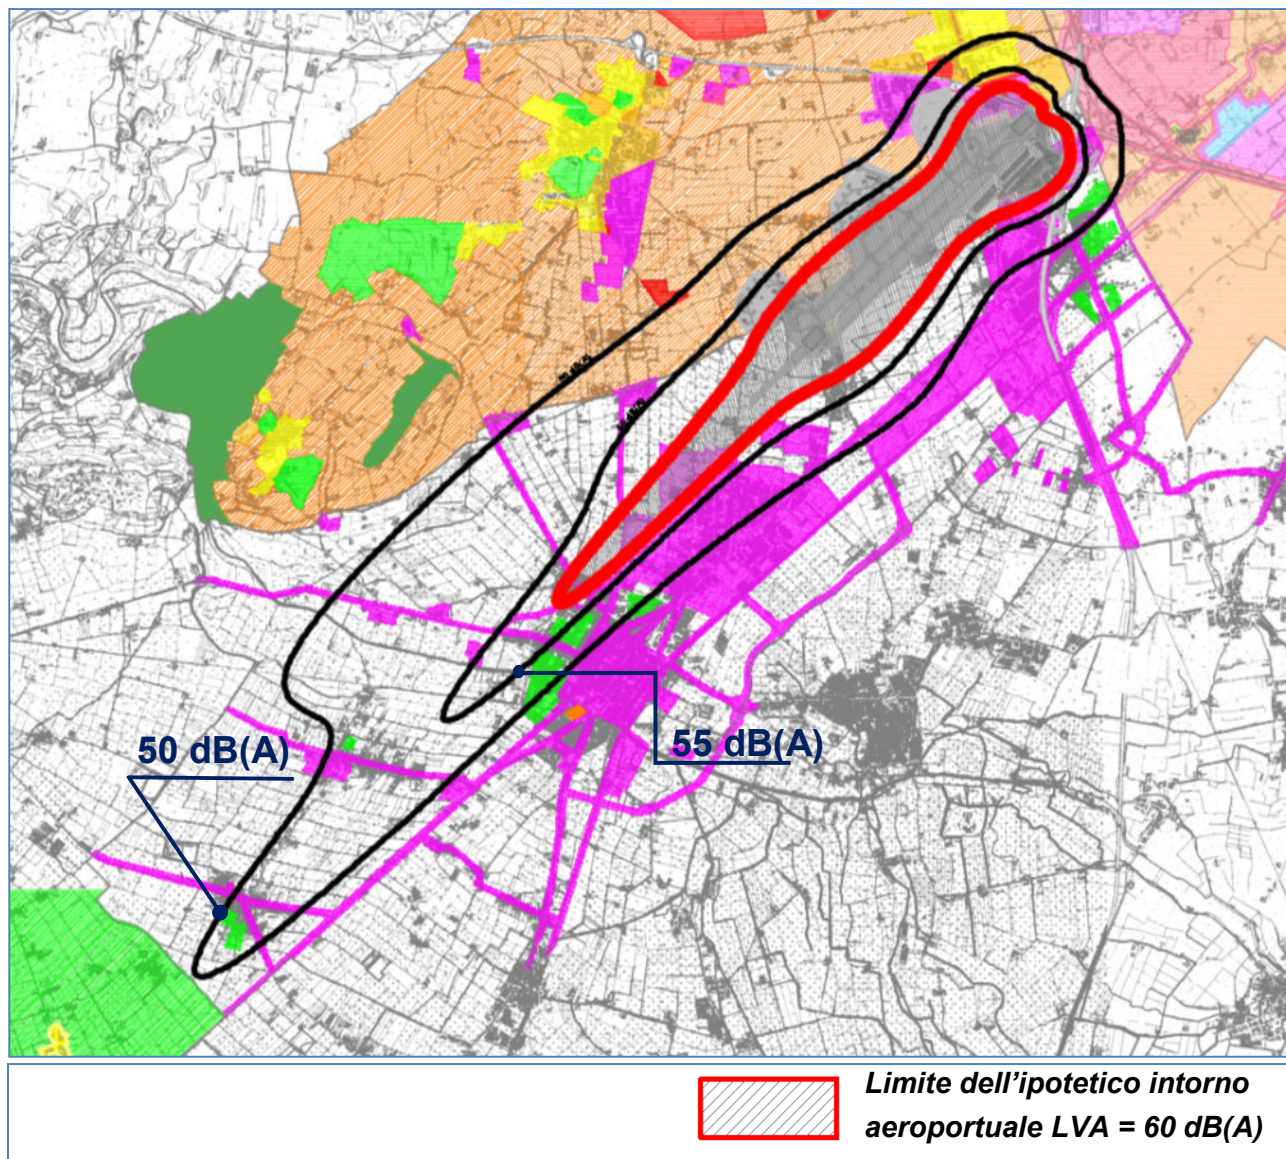 50 dB(A)
55 dB(A)
Limite dell'ipotetico intorno
aeroportuale LVA = 60 dB(A)